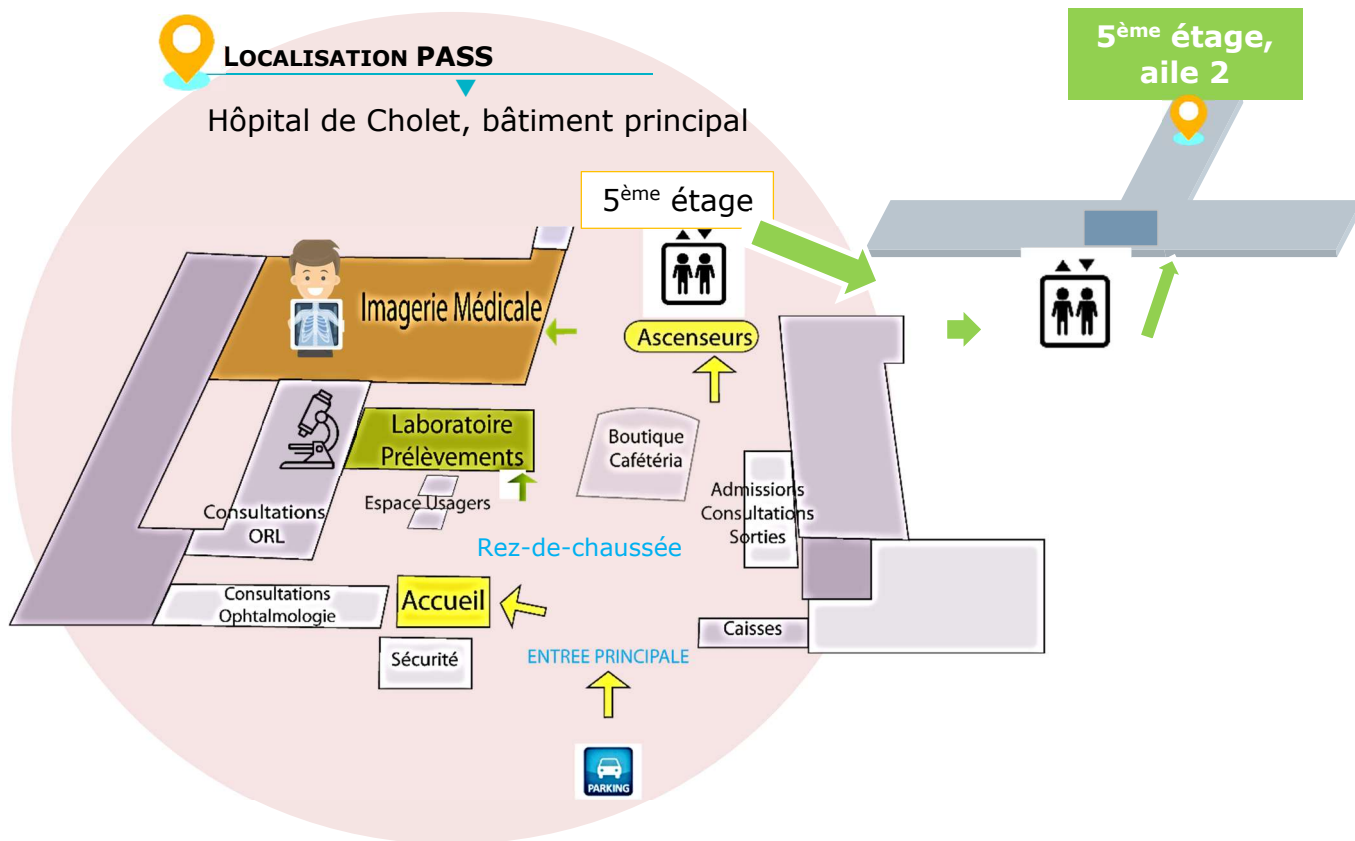 LOCALISATION PASS
Hôpital de Cholet, bâtiment principal
5ème étage,
aile 2
5ème étage
Imagerie Médicale
Ascenseurs
Laboratoire
Prélèvements
Boutique
Cafétéria
Espace Usagers
Admissions
Consultations
Sorties
Consultations
ORL
Rez-de-chaussée
Consultations
Ophtalmologie
Accueil
Caisses
Sécurité
ENTREE PRINCIPALE
PARKING